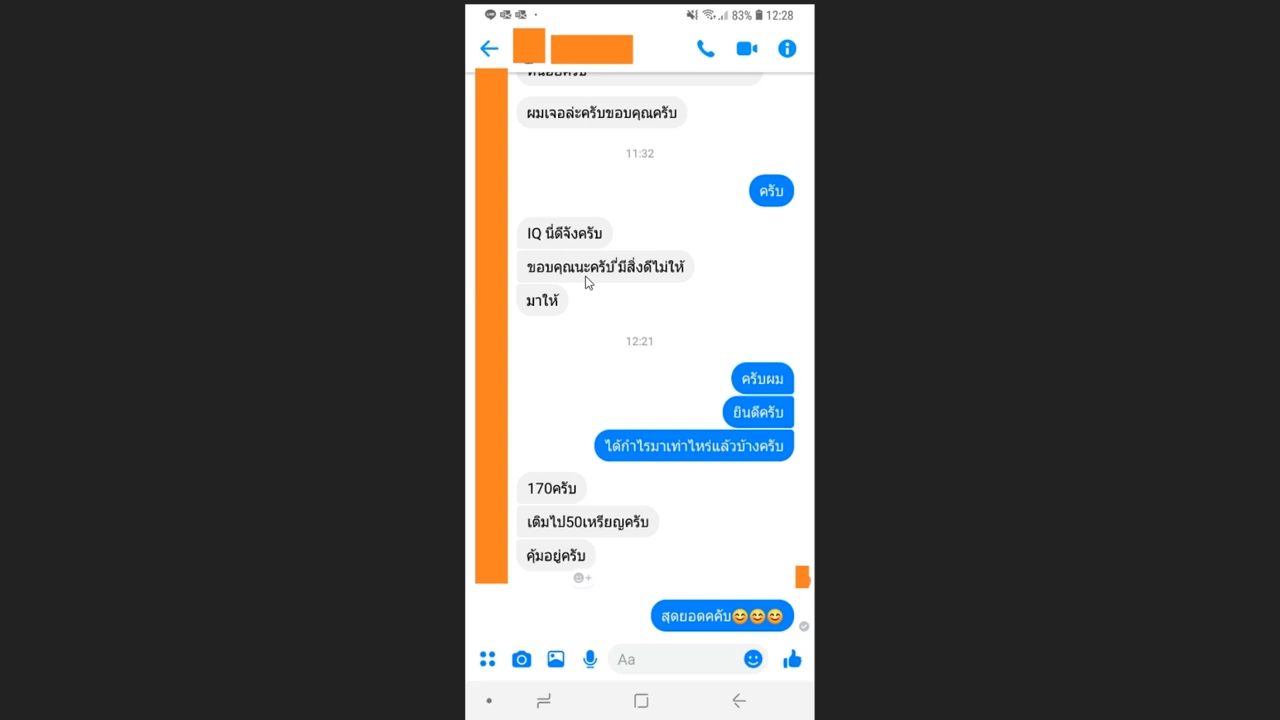 83% 12:28
ผมเจอล่ะครับขอบคุณครับ
11:32
ครับ
IQ นี่ดีจังครับ
ขอบคุณนะครับ ี่มีสิ่งดีไม่ให้
มาให้
12:21
ครับผม
ยินดีครับ
ได้กำไรมาเท่าไหร่แล้วบ้างครับ
170ครับ
เติมไป50เหรียญครับ
คุ้มอยู่ครับ
สุดยอดคคับ😊😊😊
Aa